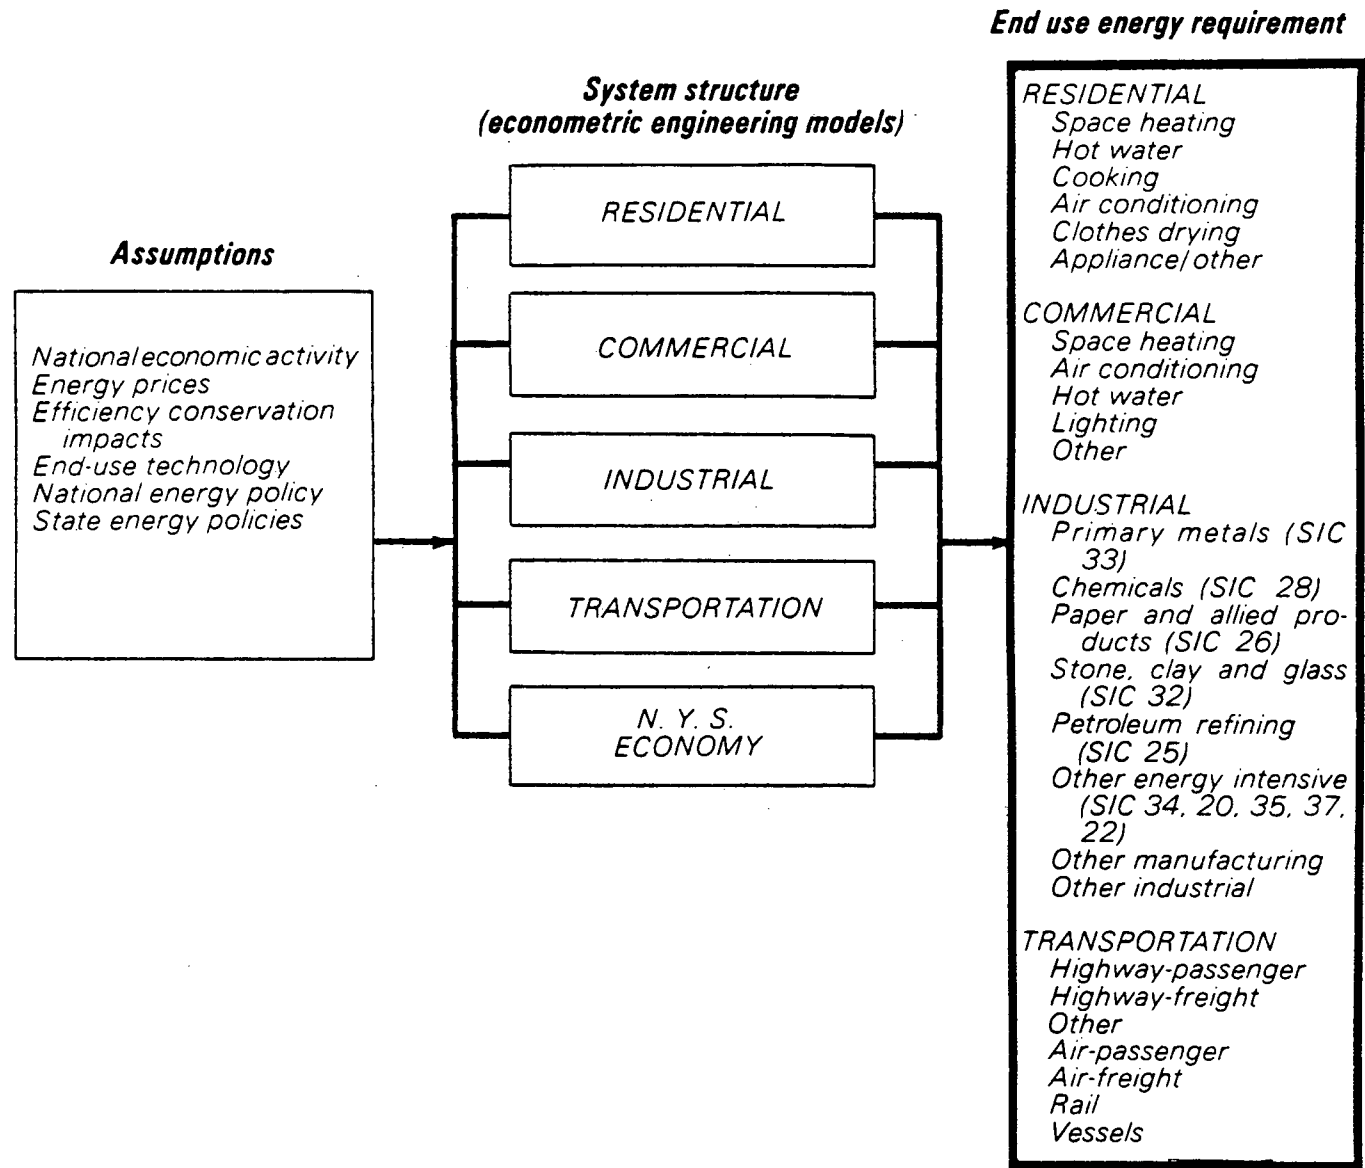 End use energy requirement
System structure
(econometric engineering models)
Assumptions
National economic activity
Energy prices
Efficiency conservation
impacts
End-use technology
National energy policy
State energy policies
RESIDENTIAL
COMMERCIAL
INDUSTRIAL
TRANSPORTATION
N. Y. S.
ECONOMY
RESIDENTIAL
Space heating
Hot water
Cooking
Air conditioning
Clothes drying
Appliance/other
COMMERCIAL
Space heating
Air conditioning
Hot water
Lighting
Other
INDUSTRIAL
Primary metals (SIC
33)
Chemicals (SIC 28)
Paper and allied pro-
ducts (SIC 26)
Stone, clay and glass
(SIC 32)
Petroleum refining
(SIC 25)
Other energy intensive
(SIC 34, 20, 35, 37,
22)
Other manufacturing
Other industrial
TRANSPORTATION
Highway-passenger
Highway-freight
Other
Air-passenger
Air-freight
Rail
Vessels